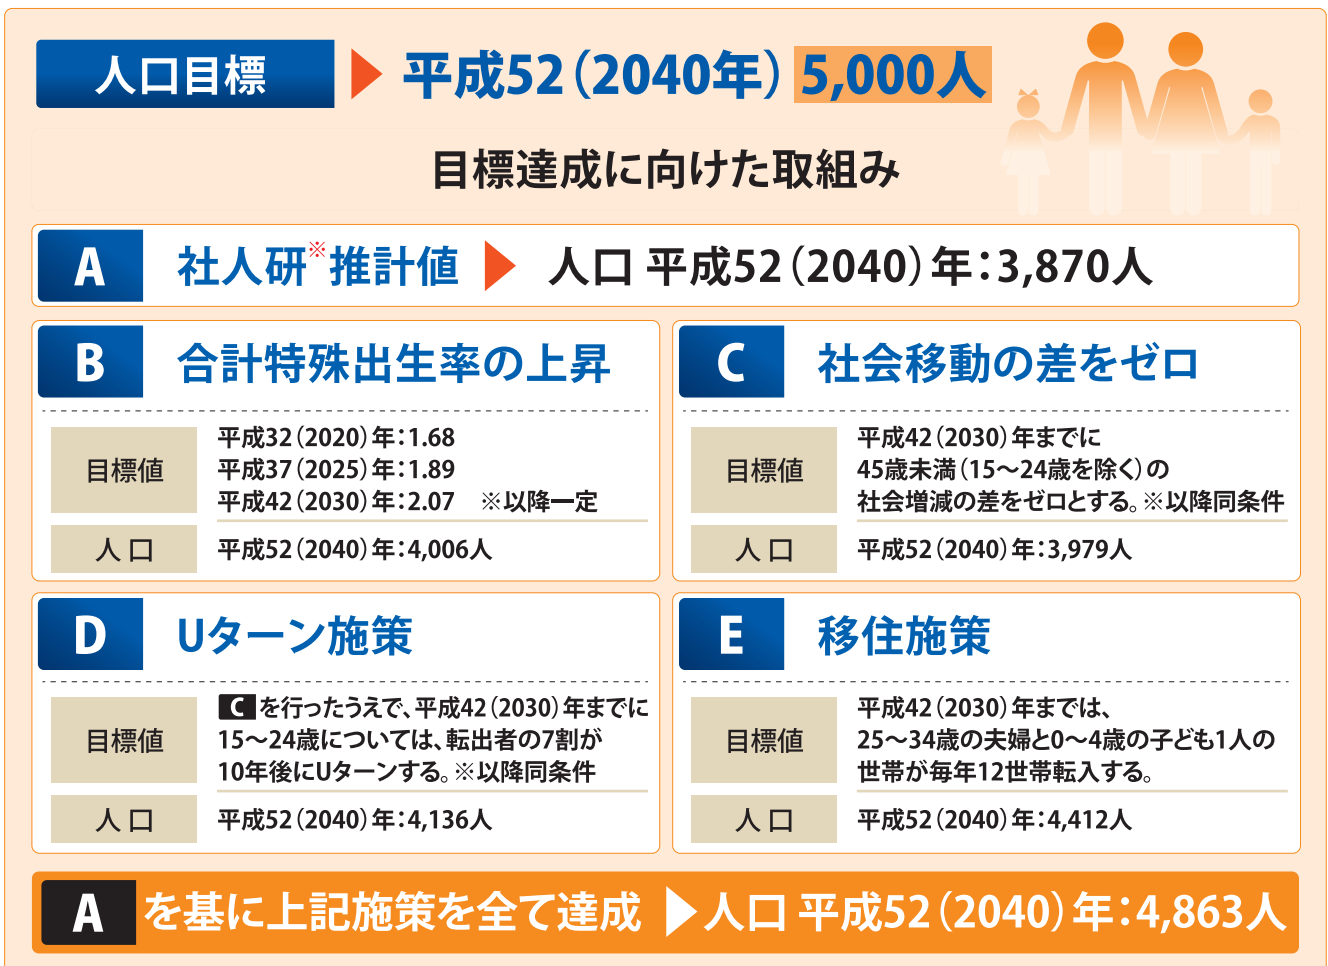 人口目標 平成52（2040年）5,000人
目標達成に向けた取組み
A 社人研※推計値 人口 平成52（2040）年：3,870人
B 合計特殊出生率の上昇
目標値
平成32（2020）年：1.68
平成37（2025）年：1.89
平成42（2030）年：2.07 ※以降一定
人口 平成52（2040）年：4,006人
C 社会移動の差をゼロ
目標値
平成42（2030）年までに
45歳未満（15～24歳を除く）の
社会増減の差をゼロとする。※以降同条件
人口 平成52（2040）年：3,979人
D Uターン施策
目標値
Cを行ったうえで、平成42（2030）年までに
15～24歳については、転出者の7割が
10年後にUターンする。※以降同条件
人口 平成52（2040）年：4,136人
E 移住施策
目標値
平成42（2030）年までは、
25～34歳の夫婦と0～4歳の子ども1人の
世帯が毎年12世帯転入する。
人口 平成52（2040）年：4,412人
Aを基に上記施策を全て達成 人口 平成52（2040）年：4,863人